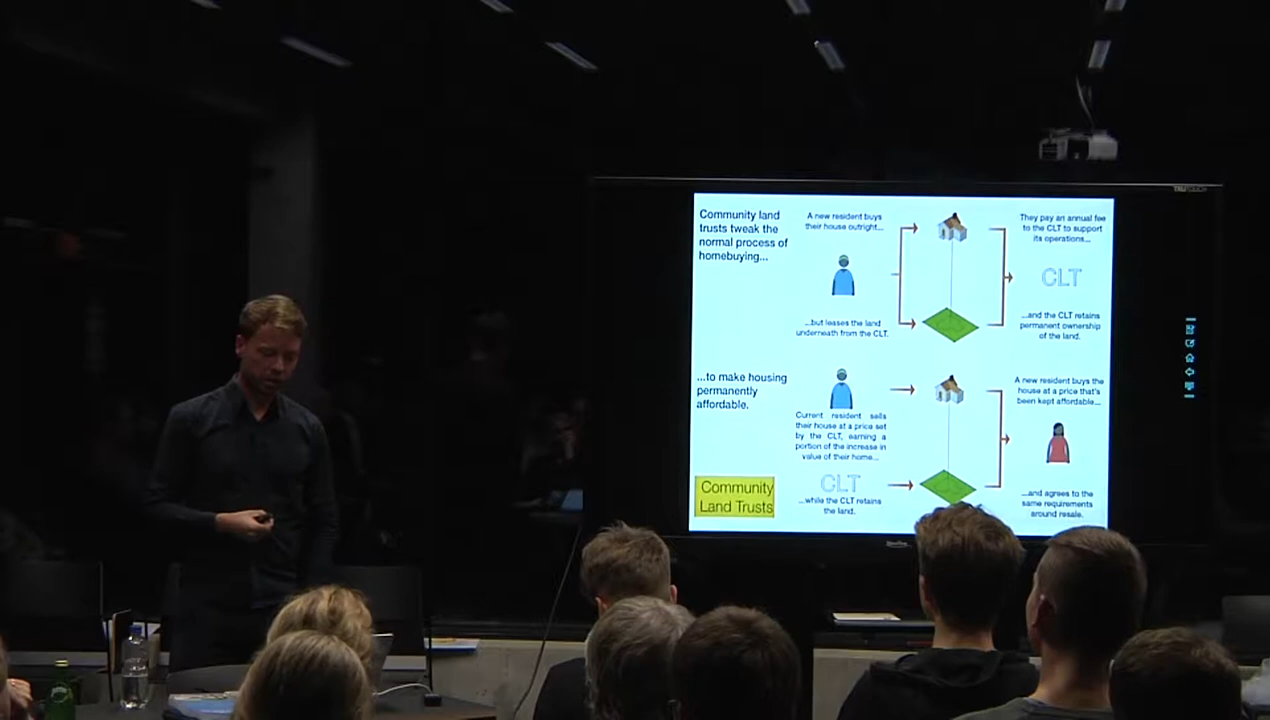 TRUTOUCH
Community land
trusts tweak the
normal process of
homebuying...
A new resident buys
their house outright...
They pay an annual fee
to the CLT to support
its operations...
CLT
...but leases the land
underneath from the CLT.
...and the CLT retains
permanent ownership
of the land.
...to make housing
permanently
affordable.
Current resident sells
their house at a price set
by the CLT, earning a
portion of the increase in
value of their home...
A new resident buys the
house at a price that's
been kept affordable...
CLT
...while the CLT retains
the land.
...and agrees to the
same requirements
around resale.
Community
Land Trusts